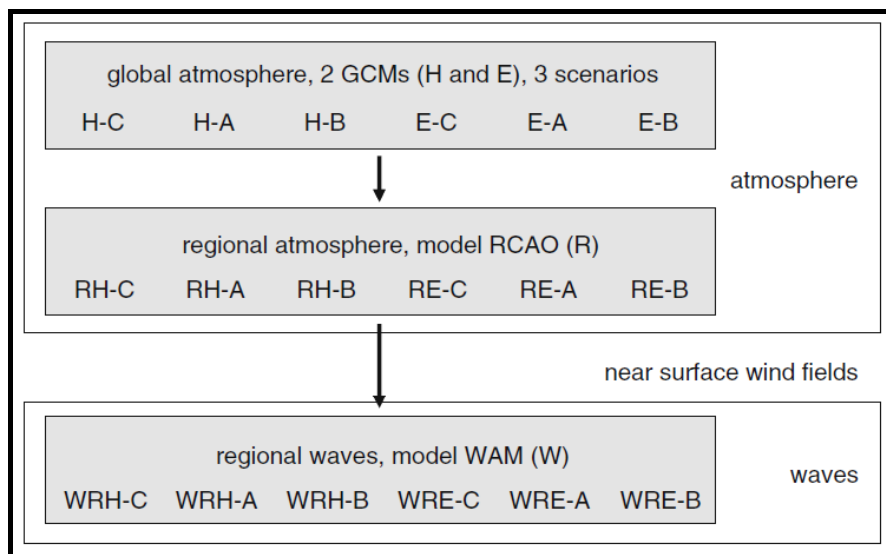 global atmosphere, 2 GCMs (H and E), 3 scenarios
H-C H-A H-B E-C E-A E-B
atmosphere
regional atmosphere, model RCAO (R)
RH-C RH-A RH-B RE-C RE-A RE-B
near surface wind fields
regional waves, model WAM (W)
waves
WRH-C WRH-A WRH-B WRE-C WRE-A WRE-B